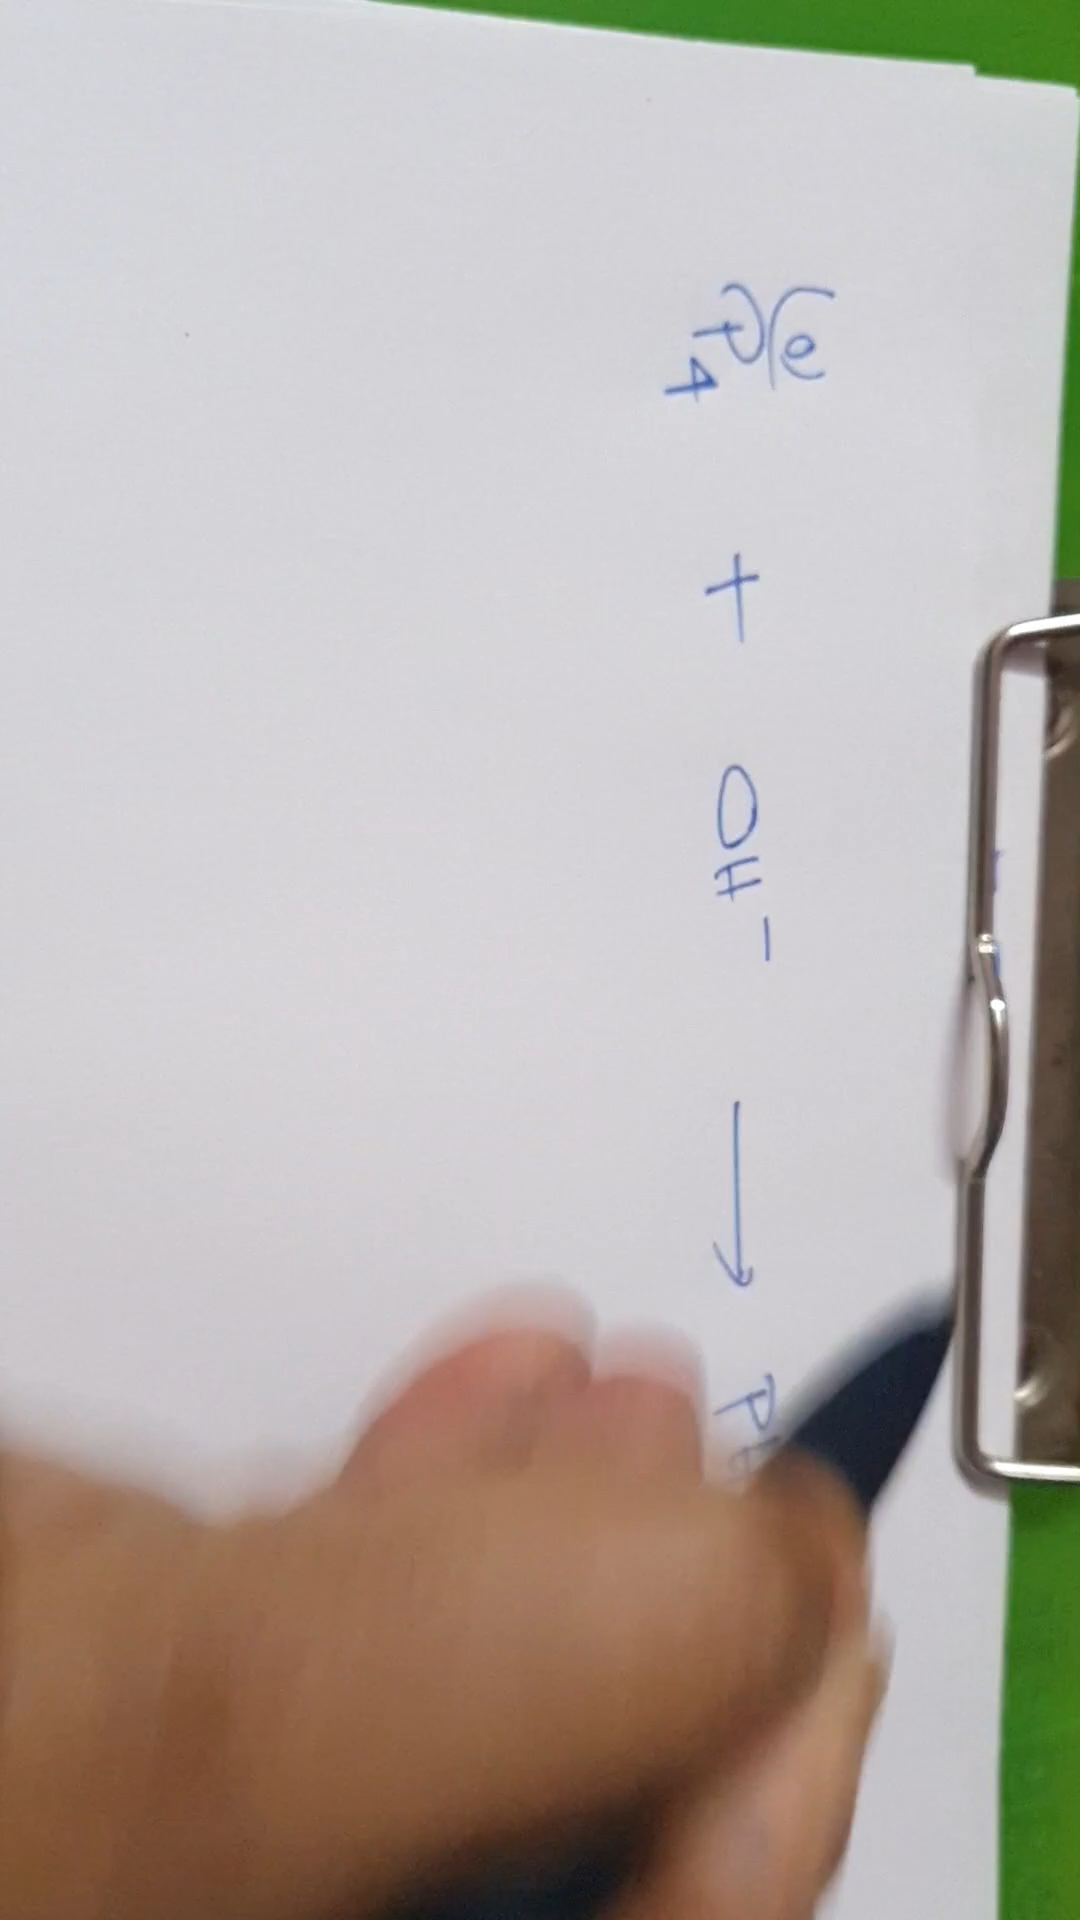 (e)
P4 + OH- → P